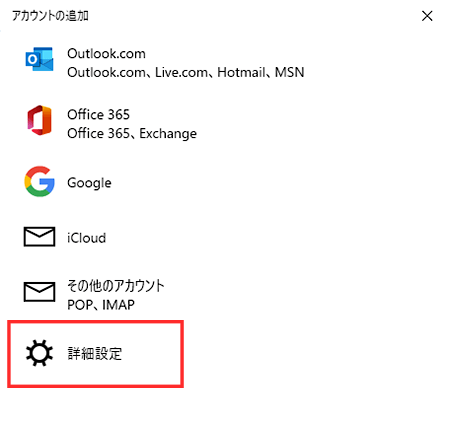 アカウントの追加
Outlook.com
Outlook.com、Live.com、Hotmail、MSN
Office 365
Office 365、Exchange
Google
iCloud
その他のアカウント
POP、IMAP
詳細設定